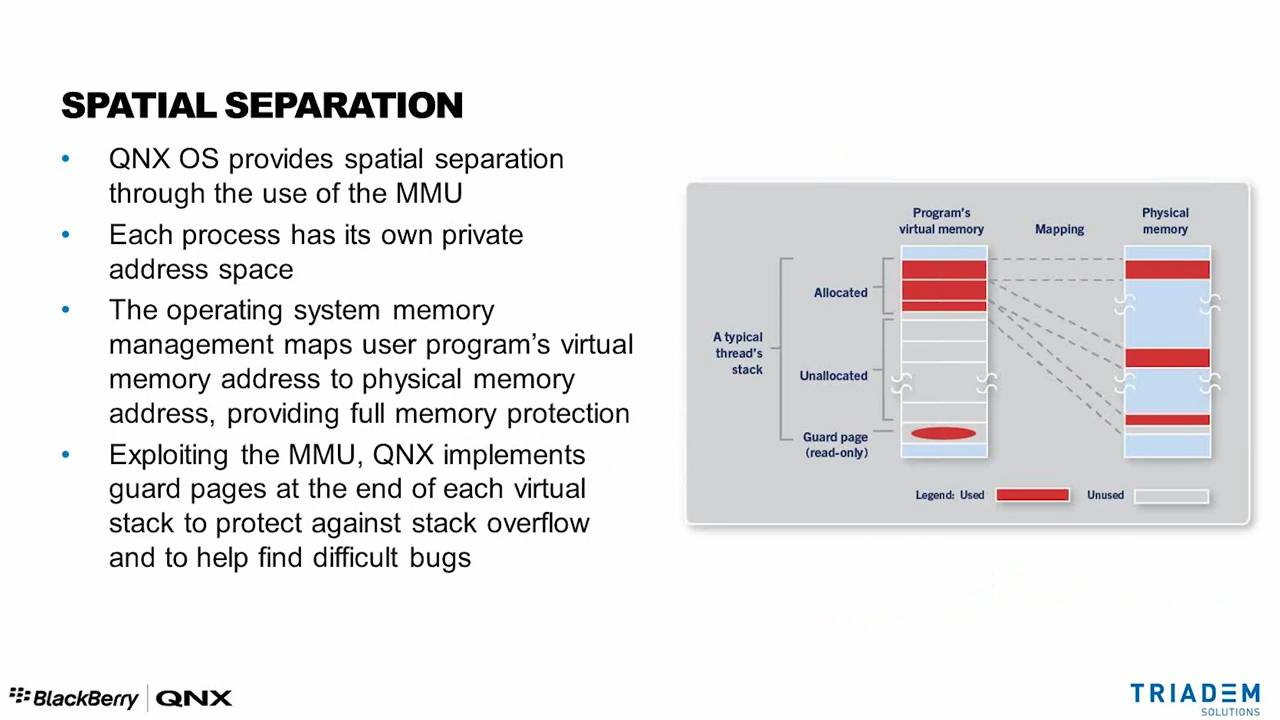 SPATIAL SEPARATION
• QNX OS provides spatial separation
through the use of the MMU
• Each process has its own private
address space
• The operating system memory
management maps user program’s virtual
memory address to physical memory
address, providing full memory protection
• Exploiting the MMU, QNX implements
guard pages at the end of each virtual
stack to protect against stack overflow
and to help find difficult bugs
Program’s
virtual memory
Mapping
Physical
memory
Allocated
A typical
thread’s
stack
Unallocated
Guard page
(read-only)
Legend: Used
Unused
BlackBerry | QNX
TRIADEM
SOLUTIONS